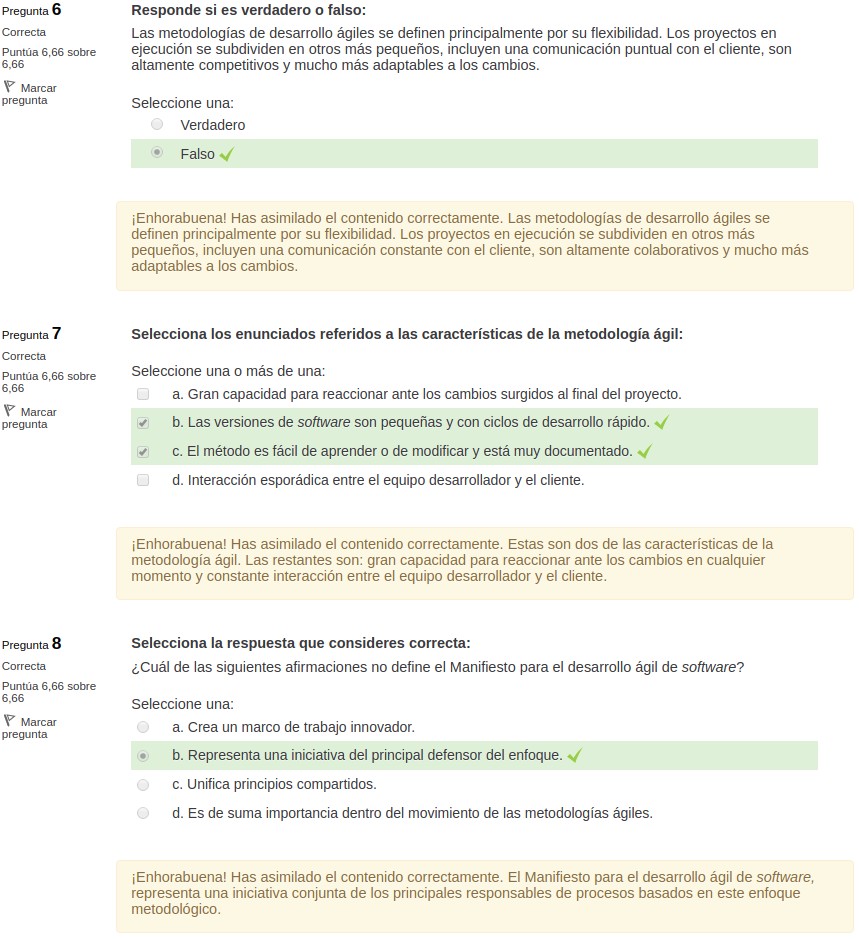 Pregunta 6
Correcta
Puntúa 6,66 sobre
6,66
Marcar
pregunta
Responde si es verdadero o falso:
Las metodologías de desarrollo ágiles se definen principalmente por su flexibilidad. Los proyectos en
ejecución se subdividen en otros más pequeños, incluyen una comunicación puntual con el cliente, son
altamente competitivos y mucho más adaptables a los cambios.
Seleccione una:
Verdadero
Falso
¡Enhorabuena! Has asimilado el contenido correctamente. Las metodologías de desarrollo ágiles se
definen principalmente por su flexibilidad. Los proyectos en ejecución se subdividen en otros más
pequeños, incluyen una comunicación constante con el cliente, son altamente colaborativos y mucho más
adaptables a los cambios.
Pregunta 7
Correcta
Puntúa 6,66 sobre
6,66
Marcar
pregunta
Selecciona los enunciados referidos a las características de la metodología ágil:
Seleccione una o más de una:
a. Gran capacidad para reaccionar ante los cambios surgidos al final del proyecto.
b. Las versiones de software son pequeñas y con ciclos de desarrollo rápido.
c. El método es fácil de aprender o de modificar y está muy documentado.
d. Interacción esporádica entre el equipo desarrollador y el cliente.
¡Enhorabuena! Has asimilado el contenido correctamente. Estas son dos de las características de la
metodología ágil. Las restantes son: gran capacidad para reaccionar ante los cambios en cualquier
momento y constante interacción entre el equipo desarrollador y el cliente.
Pregunta 8
Correcta
Puntúa 6,66 sobre
6,66
Marcar
pregunta
Selecciona la respuesta que consideres correcta:
¿Cuál de las siguientes afirmaciones no define el Manifiesto para el desarrollo ágil de software?
Seleccione una:
a. Crea un marco de trabajo innovador.
b. Representa una iniciativa del principal defensor del enfoque.
c. Unifica principios compartidos.
d. Es de suma importancia dentro del movimiento de las metodologías ágiles.
¡Enhorabuena! Has asimilado el contenido correctamente. El Manifiesto para el desarrollo ágil de software,
representa una iniciativa conjunta de los principales responsables de procesos basados en este enfoque
metodológico.